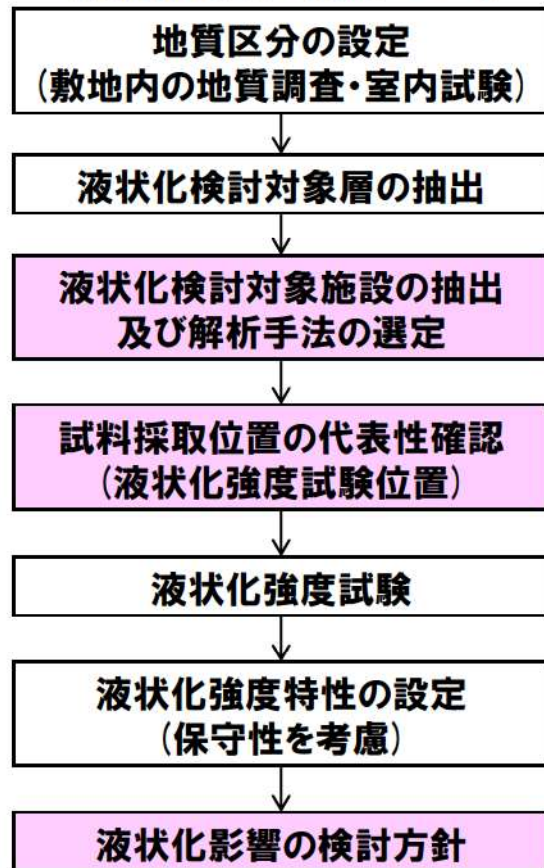 地質区分の設定
(敷地内の地質調査・室内試験)
液状化検討対象層の抽出
液状化検討対象施設の抽出
及び解析手法の選定
試料採取位置の代表性確認
(液状化強度試験位置)
液状化強度試験
液状化強度特性の設定
(保守性を考慮)
液状化影響の検討方針